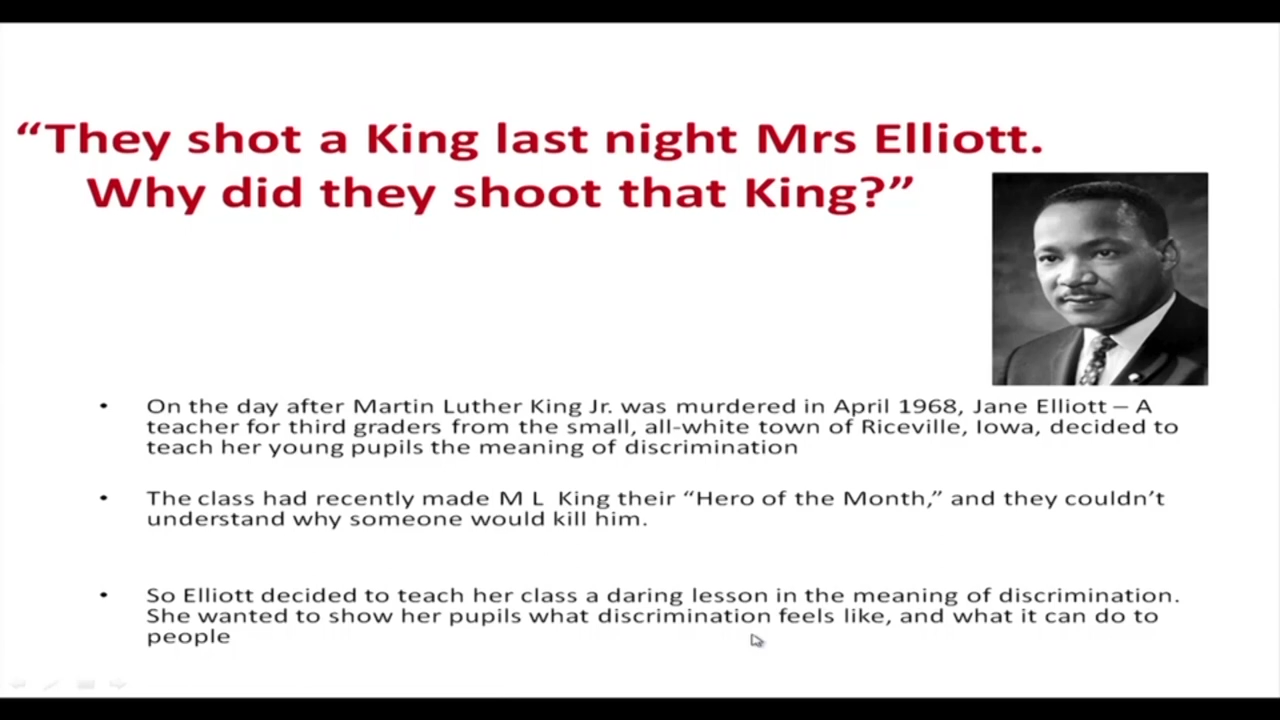 “They shot a King last night Mrs Elliott.
Why did they shoot that King?”
• On the day after Martin Luther King Jr. was murdered in April 1968, Jane Elliott – A
teacher for third graders from the small, all-white town of Riceville, Iowa, decided to
teach her young pupils the meaning of discrimination
• The class had recently made M L King their “Hero of the Month,” and they couldn’t
understand why someone would kill him.
• So Elliott decided to teach her class a daring lesson in the meaning of discrimination.
She wanted to show her pupils what discrimination feels like, and what it can do to
people